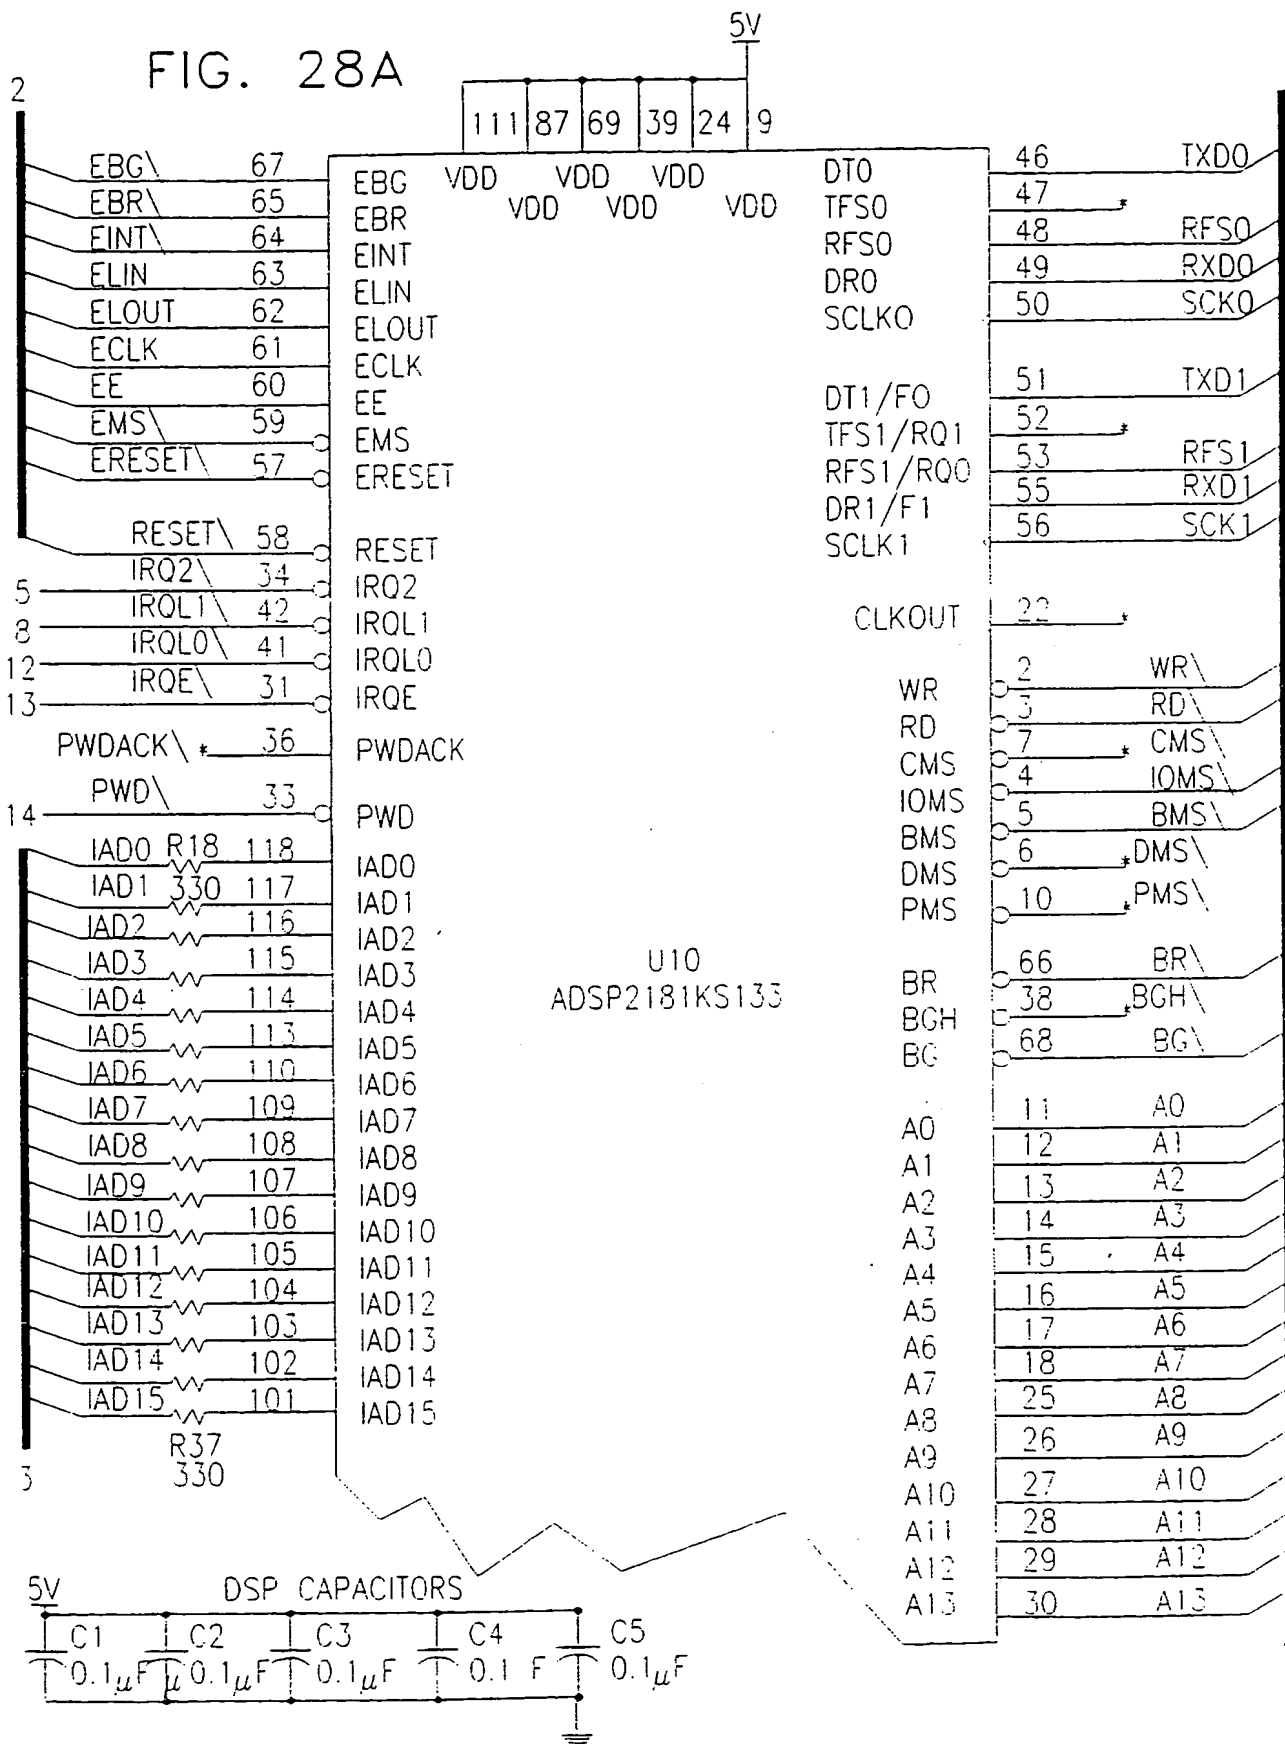 FIG. 28A
5V
2
111 87 69 39 24 9
VDD VDD VDD
VDD VDD VDD
EBG\ 67 EBG
EBR\ 65 EBR
EINT\ 64 EINT
ELIN 63 ELIN
ELOUT 62 ELOUT
ECLK 61 ECLK
EE 60 EE
EMS\ 59 EMS
ERESET\ 57 ERESET
RESET\ 58 RESET
5 IRQ2\ 34 IRQ2
8 IRQL1\ 42 IRQL1
12 IRQL0\ 41 IRQL0
13 IRQE\ 31 IRQE
PWDACK\ * 36 PWDACK
14 PWD\ 33 PWD
IAD0 R18 118 IAD0
IAD1 330 117 IAD1
IAD2 116 IAD2
IAD3 115 IAD3
IAD4 114 IAD4
IAD5 113 IAD5
IAD6 110 IAD6
IAD7 109 IAD7
IAD8 108 IAD8
IAD9 107 IAD9
IAD10 106 IAD10
IAD11 105 IAD11
IAD12 104 IAD12
IAD13 103 IAD13
IAD14 102 IAD14
IAD15 101 IAD15
R37
330
3
U10
ADSP2181KS133
DT0 46 TXD0
TFS0 47 *
RFS0 48 RFS0
DR0 49 RXD0
SCLK0 50 SCK0
DT1/F0 51 TXD1
TFS1/RQ1 52 *
RFS1/RQ0 53 RFS1
DR1/F1 55 RXD1
SCLK1 56 SCK1
CLKOUT 22 *
WR 2 WR\
RD 3 RD\
CMS 7 * CMS\
IOMS 4 IOMS\
BMS 5 BMS\
DMS 6 * DMS\
PMS 10 * PMS\
BR 66 BR\
BGH 38 * BGH\
BG 68 BG\
A0 11 A0
A1 12 A1
A2 13 A2
A3 14 A3
A4 15 A4
A5 16 A5
A6 17 A6
A7 18 A7
A8 25 A8
A9 26 A9
A10 27 A10
A11 28 A11
A12 29 A12
A13 30 A13
5V DSP CAPACITORS
C1 C2 C3 C4 C5
0.1μF μ 0.1μF 0.1μF 0.1 F 0.1μF